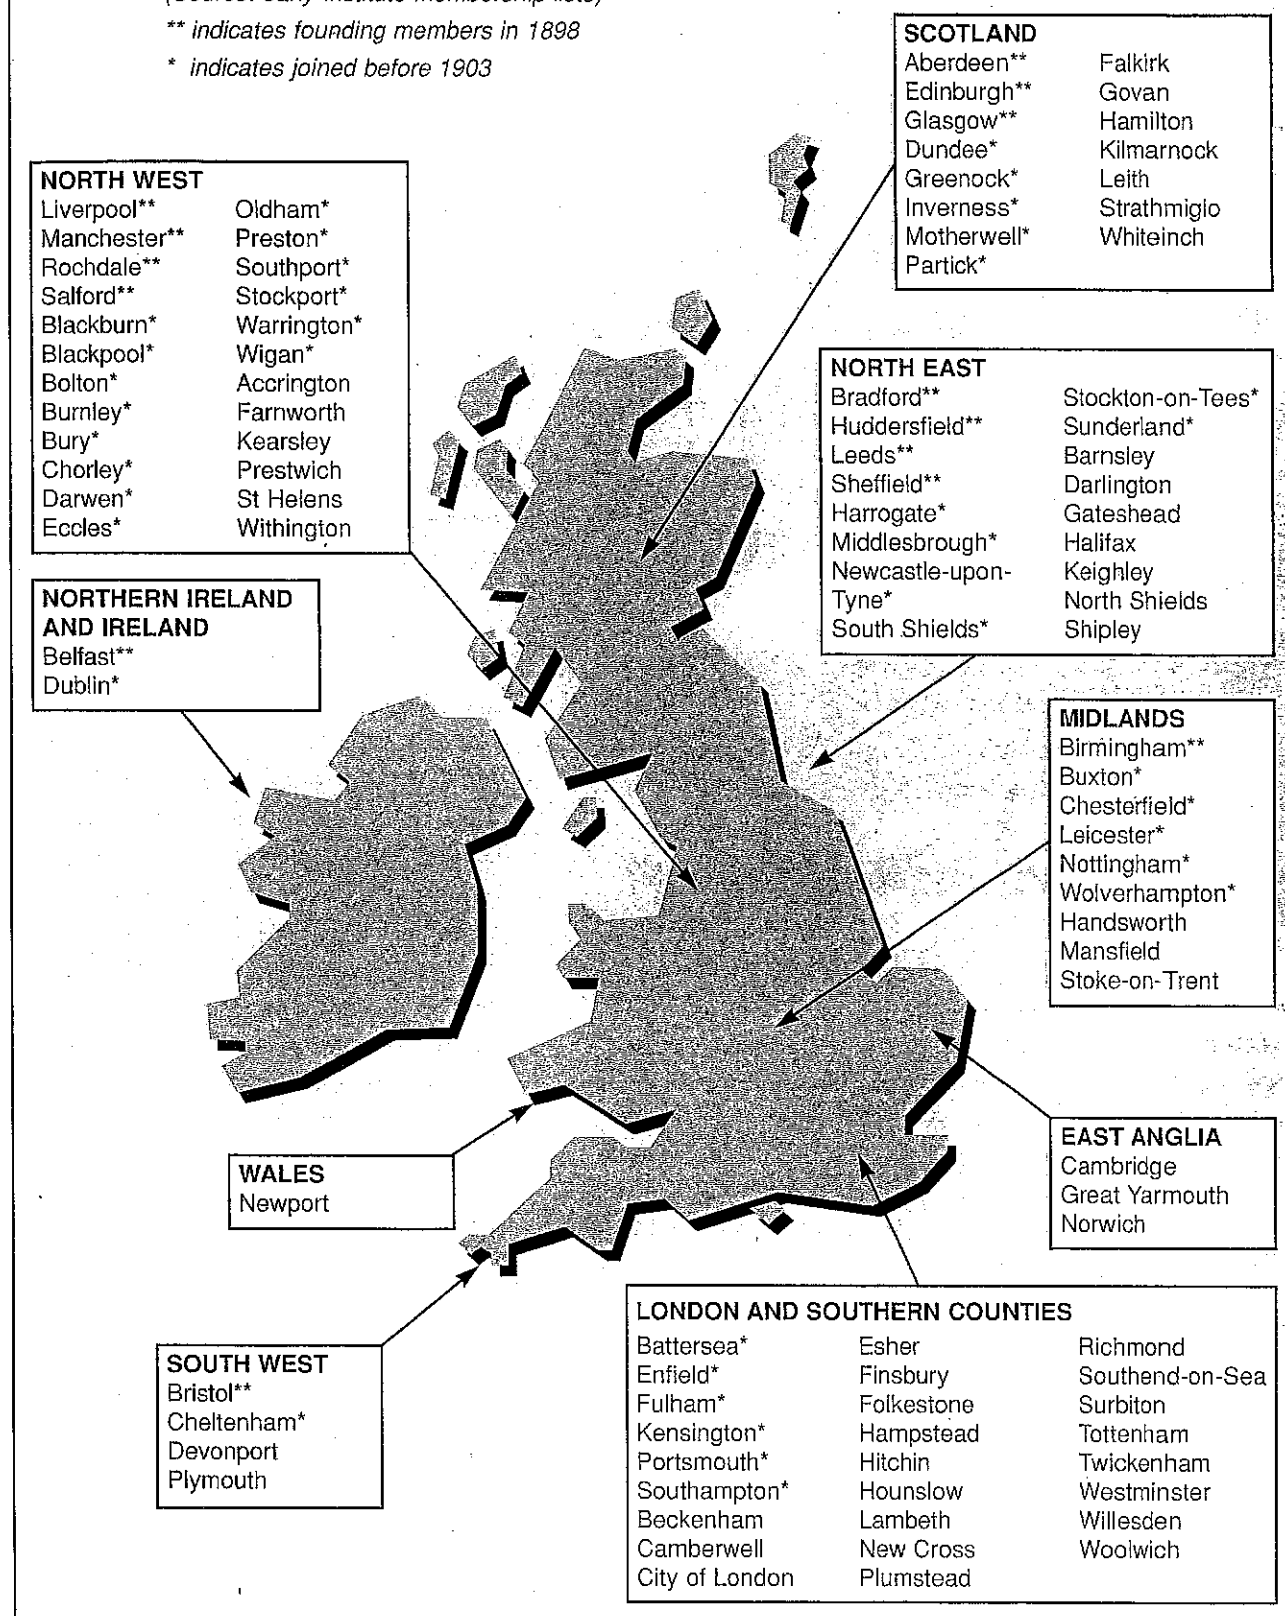 (Source: early Institute membership lists)
** indicates founding members in 1898
* indicates joined before 1903
SCOTLAND
Aberdeen**
Edinburgh**
Glasgow**
Dundee*
Greenock*
Inverness*
Motherwell*
Partick*
Falkirk
Govan
Hamilton
Kilmarnock
Leith
Strathmiglo
Whiteinch
NORTH WEST
Liverpool**
Manchester**
Rochdale**
Salford**
Blackburn*
Blackpool*
Bolton*
Burnley*
Bury*
Chorley*
Darwen*
Eccles*
Oldham*
Preston*
Southport*
Stockport*
Warrington*
Wigan*
Accrington
Farnworth
Kearsley
Prestwich
St Helens
Withington
NORTH EAST
Bradford**
Huddersfield**
Leeds**
Sheffield**
Harrogate*
Middlesbrough*
Newcastle-upon-
Tyne*
South Shields*
Stockton-on-Tees*
Sunderland*
Barnsley
Darlington
Gateshead
Halifax
Keighley
North Shields
Shipley
NORTHERN IRELAND
AND IRELAND
Belfast**
Dublin*
MIDLANDS
Birmingham**
Buxton*
Chesterfield*
Leicester*
Nottingham*
Wolverhampton*
Handsworth
Mansfield
Stoke-on-Trent
EAST ANGLIA
Cambridge
Great Yarmouth
Norwich
WALES
Newport
SOUTH WEST
Bristol**
Cheltenham*
Devonport
Plymouth
LONDON AND SOUTHERN COUNTIES
Battersea*
Enfield*
Fulham*
Kensington*
Portsmouth*
Southampton*
Beckenham
Camberwell
City of London
Esher
Finsbury
Folkestone
Hampstead
Hitchin
Hounslow
Lambeth
New Cross
Plumstead
Richmond
Southend-on-Sea
Surbiton
Tottenham
Twickenham
Westminster
Willesden
Woolwich